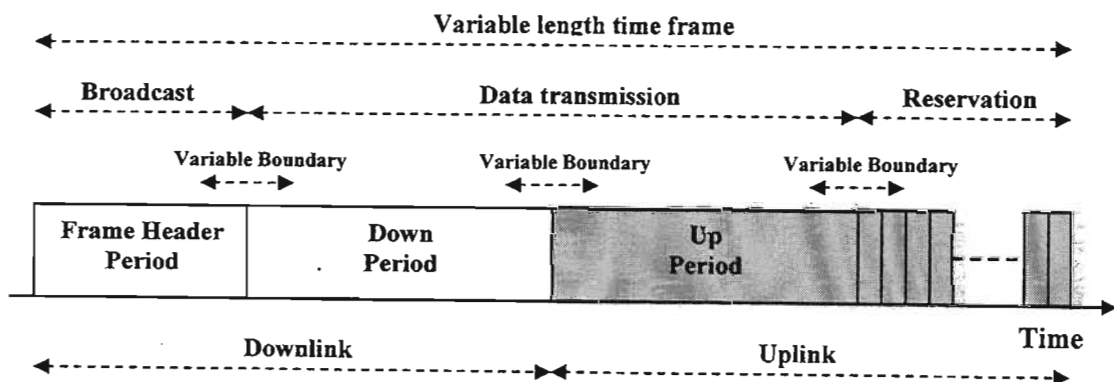 Variable length time frame
Broadcast
Data transmission
Reservation
Variable Boundary
Variable Boundary
Variable Boundary
Frame Header
Period
Down
Period
Up
Period
Time
Downlink
Uplink